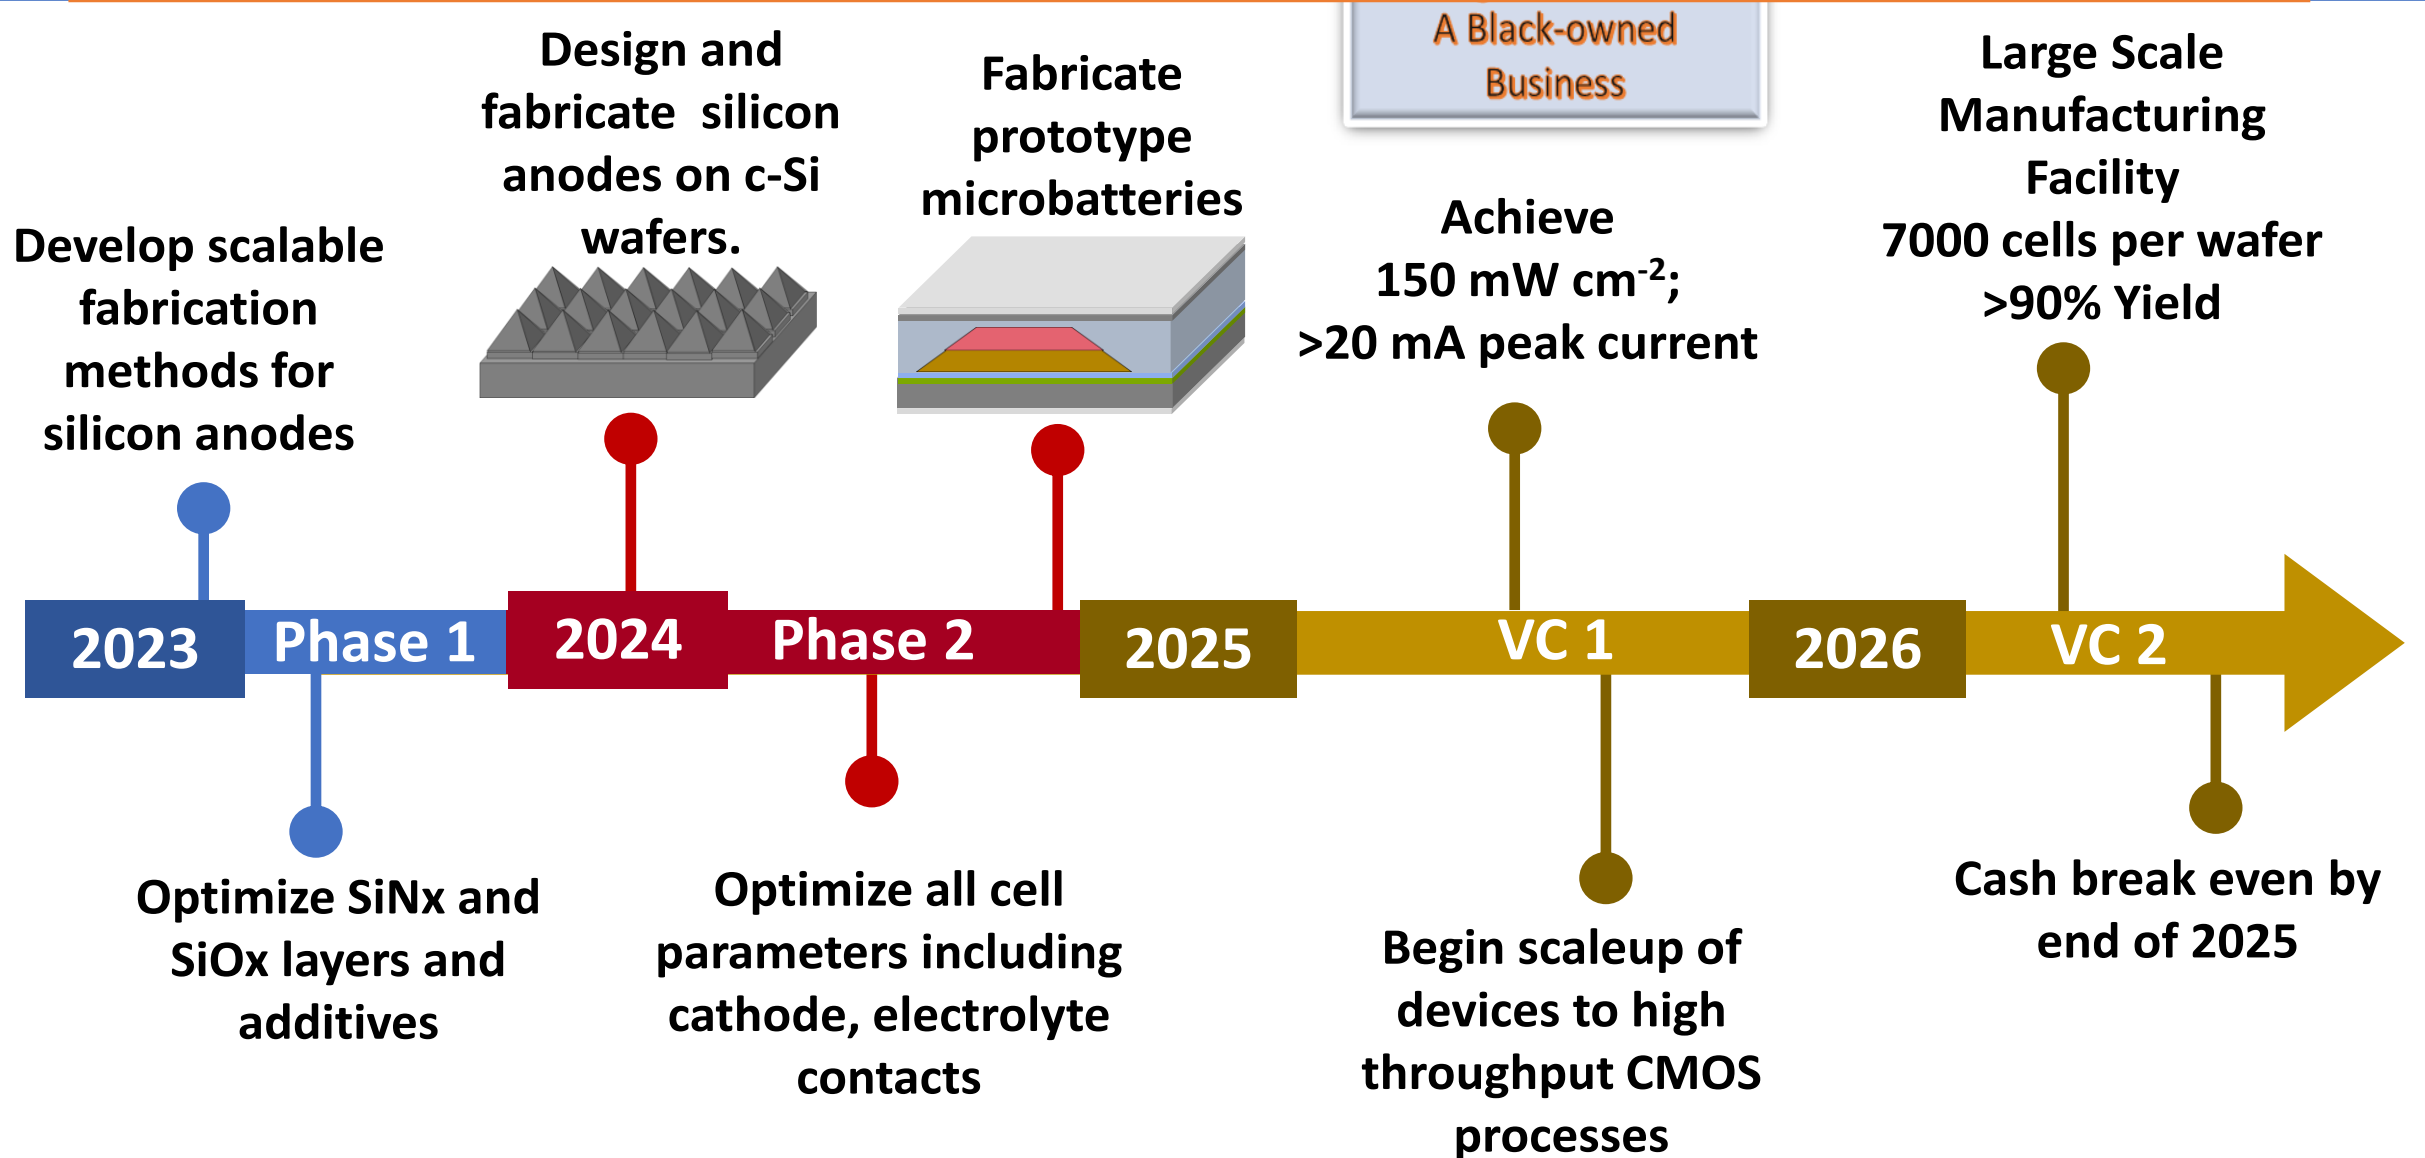 A Black-owned
Business
Develop scalable
fabrication
methods for
silicon anodes
Design and
fabricate  silicon
anodes on c-Si
wafers.
Fabricate
prototype
microbatteries
Achieve
150 mW cm⁻²;
>20 mA peak current
Large Scale
Manufacturing
Facility
7000 cells per wafer
>90% Yield
2023
Phase 1
2024
Phase 2
2025
VC 1
2026
VC 2
Optimize SiNx and
SiOx layers and
additives
Optimize all cell
parameters including
cathode, electrolyte
contacts
Begin scaleup of
devices to high
throughput CMOS
processes
Cash break even by
end of 2025